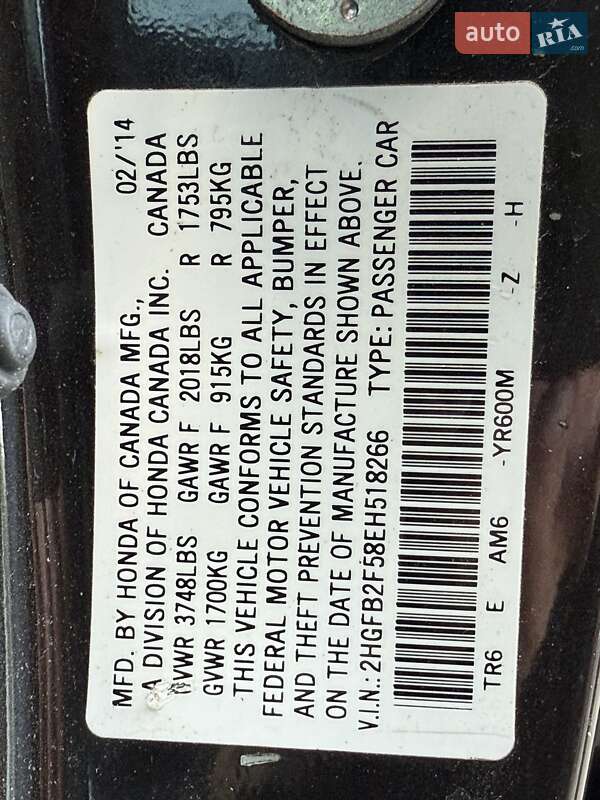 auto RIA .com
MFD. BY HONDA OF CANADA MFG., 02/'14
A DIVISION OF HONDA CANADA INC. CANADA
GVWR 3748LBS GAWR F 2018LBS R 1753LBS
GVWR 1700KG GAWR F 915KG R 795KG
THIS VEHICLE CONFORMS TO ALL APPLICABLE
FEDERAL MOTOR VEHICLE SAFETY, BUMPER,
AND THEFT PREVENTION STANDARDS IN EFFECT
ON THE DATE OF MANUFACTURE SHOWN ABOVE.
V.I.N.: 2HGFB2F58EH518266 TYPE: PASSENGER CAR
TR6 E AM6 -YR600M -Z -H